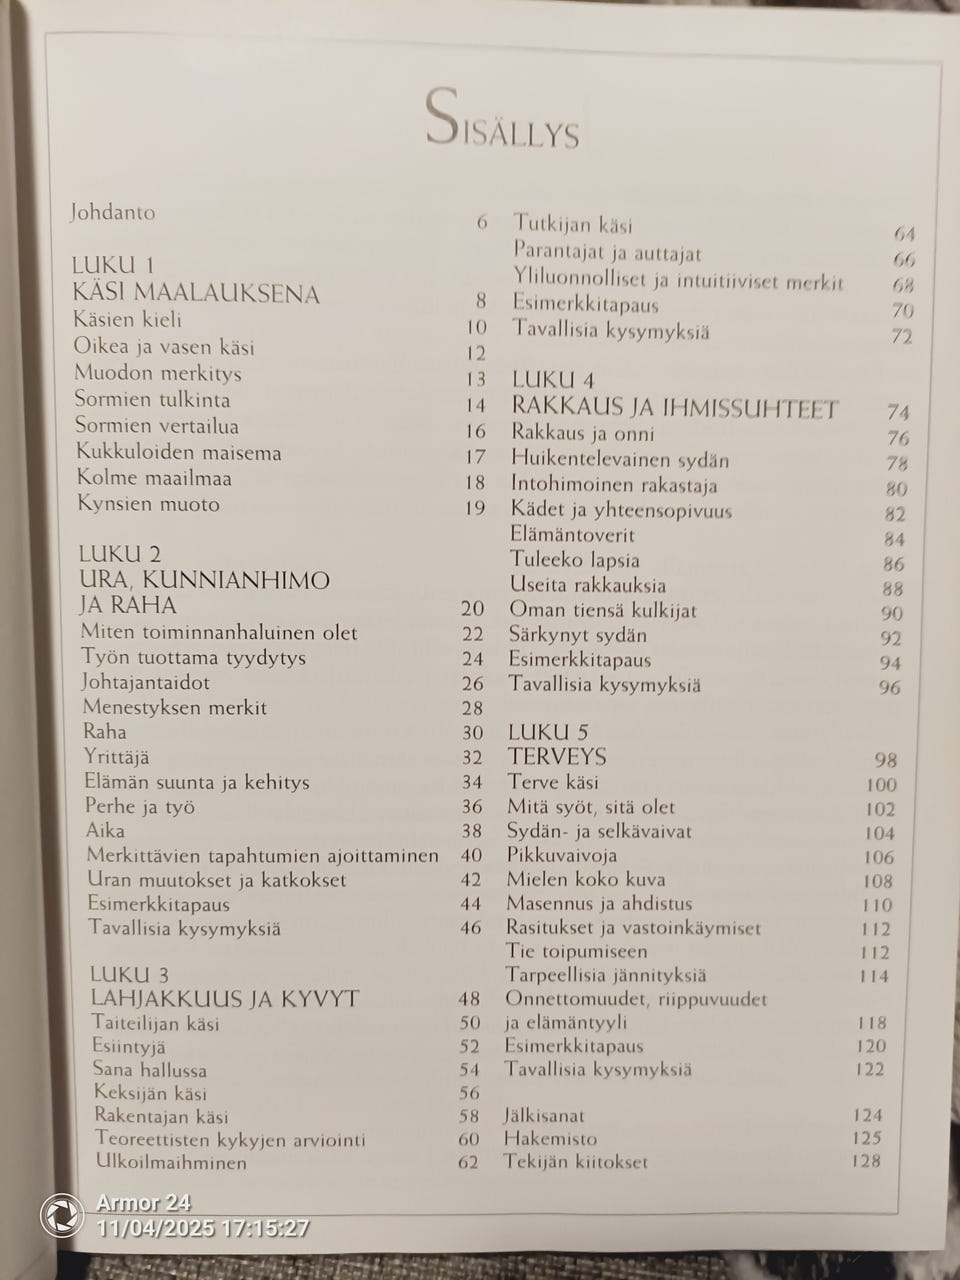 SISÄLLYS
Johdanto 6
LUKU 1
KÄSI MAALAUKSENA 8
Käsien kieli 10
Oikea ja vasen käsi 12
Muodon merkitys 13
Sormien tulkinta 14
Sormien vertailua 16
Kukkuloiden maisema 17
Kolme maailmaa 18
Kynsien muoto 19
LUKU 2
URA, KUNNIANHIMO
JA RAHA 20
Miten toiminnanhaluinen olet 22
Työn tuottama tyydytys 24
Johtajantaidot 26
Menestyksen merkit 28
Raha 30
Yrittäjä 32
Elämän suunta ja kehitys 34
Perhe ja työ 36
Aika 38
Merkittävien tapahtumien ajoittaminen 40
Uran muutokset ja katkokset 42
Esimerkkitapaus 44
Tavallisia kysymyksiä 46
LUKU 3
LAHJAKKUUS JA KYVYT 48
Taiteilijan käsi 50
Esiintyjä 52
Sana hallussa 54
Keksijän käsi 56
Rakentajan käsi 58
Teoreettisten kykyjen arviointi 60
Ulkoilmaihminen 62
Tutkijan käsi 64
Parantajat ja auttajat 66
Yliluonnolliset ja intuitiiviset merkit 68
Esimerkkitapaus 70
Tavallisia kysymyksiä 72
LUKU 4
RAKKAUS JA IHMISSUHTEET 74
Rakkaus ja onni 76
Huikentelevainen sydän 78
Intohimoinen rakastaja 80
Kädet ja yhteensopivuus 82
Elämäntoverit 84
Tuleeko lapsia 86
Useita rakkauksia 88
Oman tiensä kulkijat 90
Särkynyt sydän 92
Esimerkkitapaus 94
Tavallisia kysymyksiä 96
LUKU 5
TERVEYS 98
Terve käsi 100
Mitä syöt, sitä olet 102
Sydän- ja selkävaivat 104
Pikkuvaivoja 106
Mielen koko kuva 108
Masennus ja ahdistus 110
Rasitukset ja vastoinkäymiset 112
Tie toipumiseen 112
Tarpeellisia jännityksiä 114
Onnettomuudet, riippuvuudet
ja elämäntyyli 118
Esimerkkitapaus 120
Tavallisia kysymyksiä 122
Jälkisanat 124
Hakemisto 125
Tekijän kiitokset 128
Armor 24
11/04/2025 17:15:27